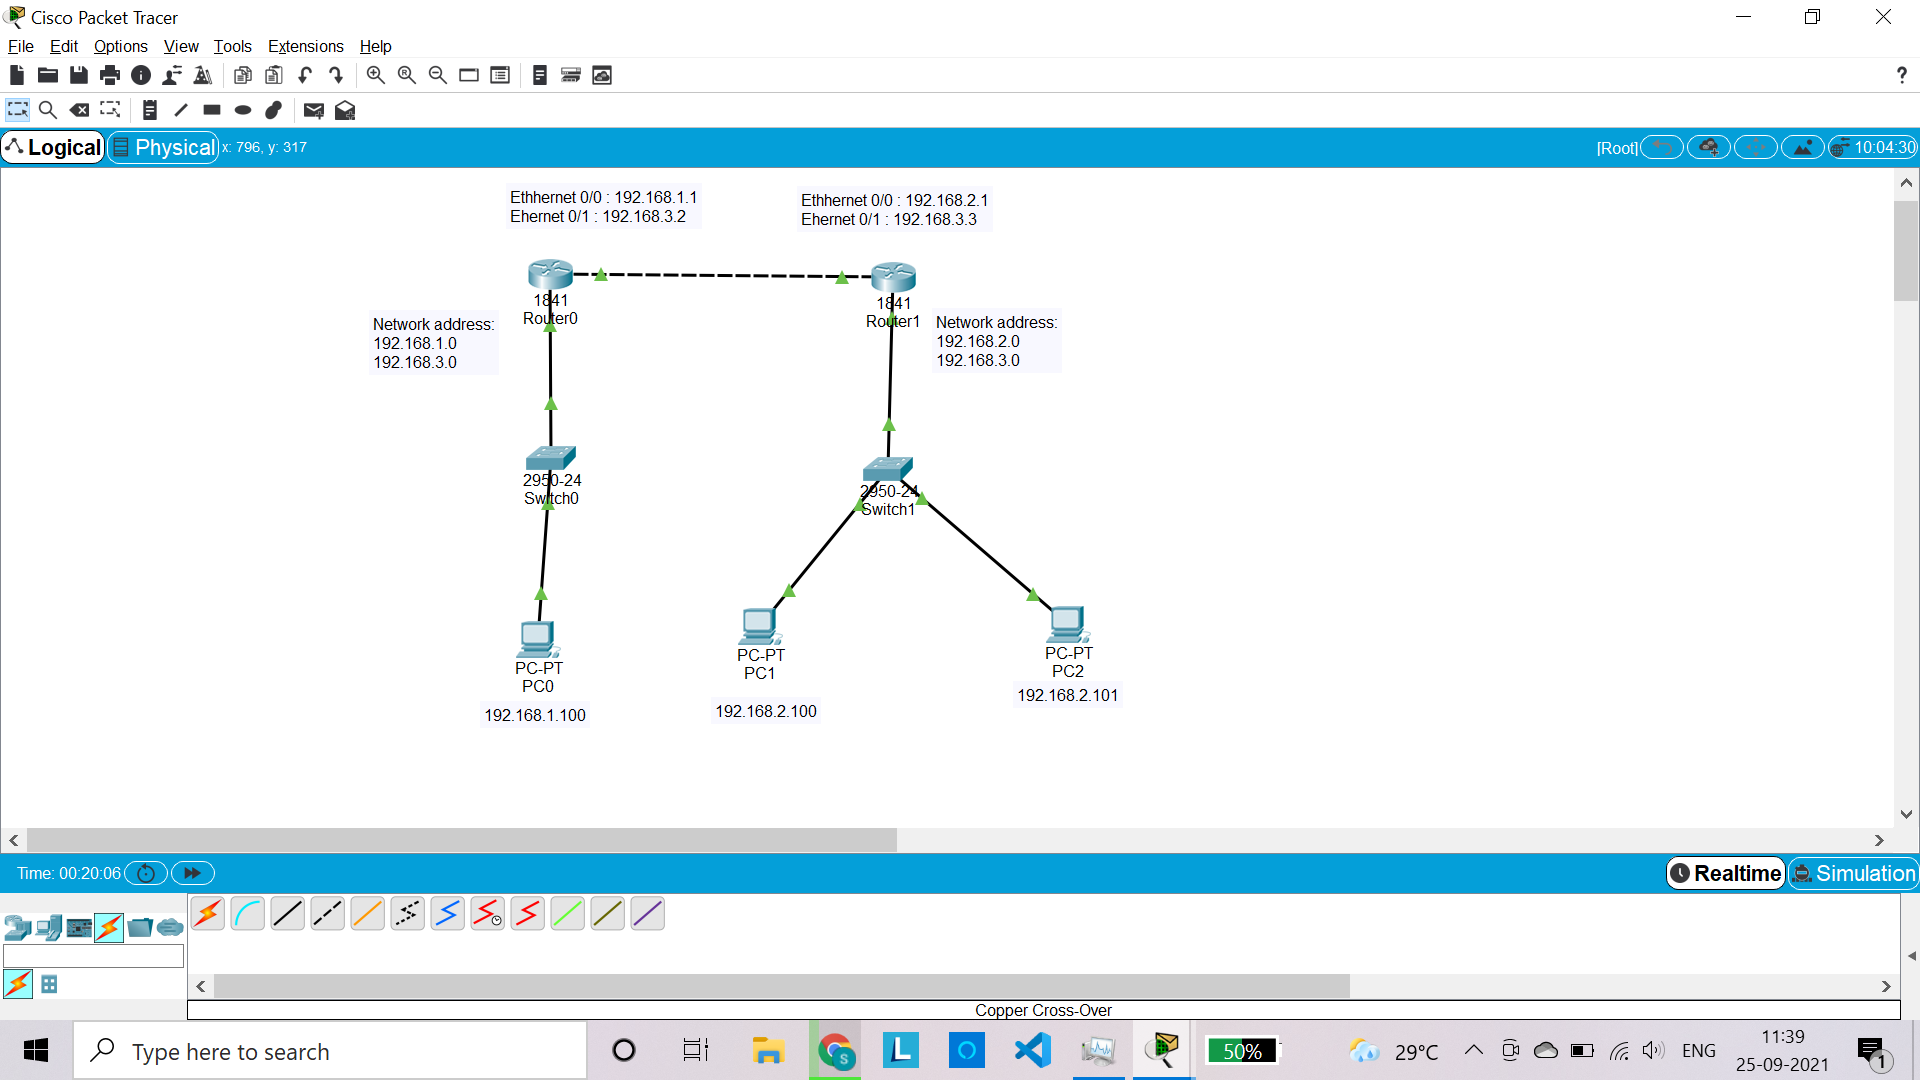 Cisco Packet Tracer
File Edit Options View Tools Extensions Help
?
Logical Physical x: 796, y: 317 [Root] 10:04:30
Ethhernet 0/0 : 192.168.1.1
Ehernet 0/1 : 192.168.3.2
Ethhernet 0/0 : 192.168.2.1
Ehernet 0/1 : 192.168.3.3
1841
Router0
1841
Router1
Network address:
192.168.1.0
192.168.3.0
Network address:
192.168.2.0
192.168.3.0
2950-24
Switch0
2950-24
Switch1
PC-PT
PC0
192.168.1.100
PC-PT
PC1
192.168.2.100
PC-PT
PC2
192.168.2.101
Time: 00:20:06 Realtime Simulation
Copper Cross-Over
Type here to search
S
L
50%
29°C
ENG
11:39
25-09-2021
1